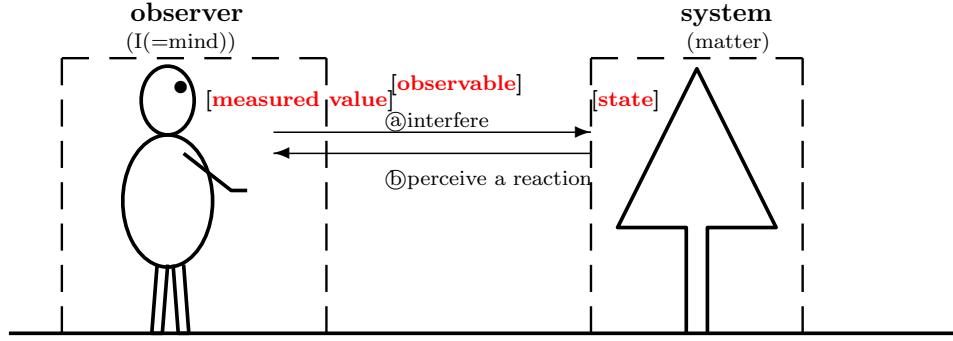 observer
(I(=mind))
system
(matter)
[observable]
[measured value]
[state]
ⓐinterfere
ⓑperceive a reaction